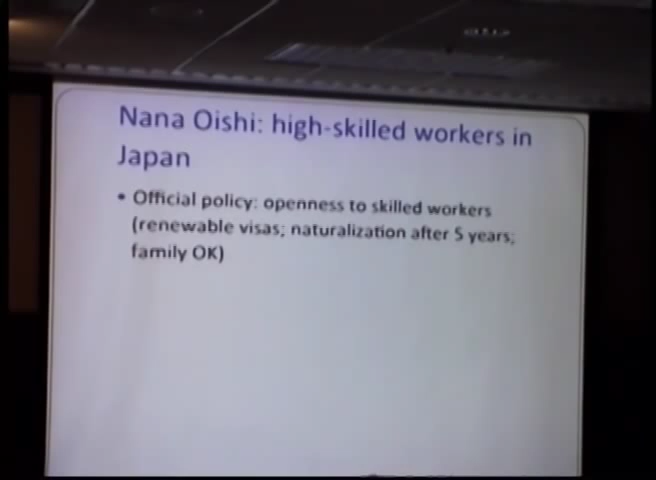 Nana Oishi: high-skilled workers in
Japan
• Official policy: openness to skilled workers
(renewable visas; naturalization after 5 years;
family OK)